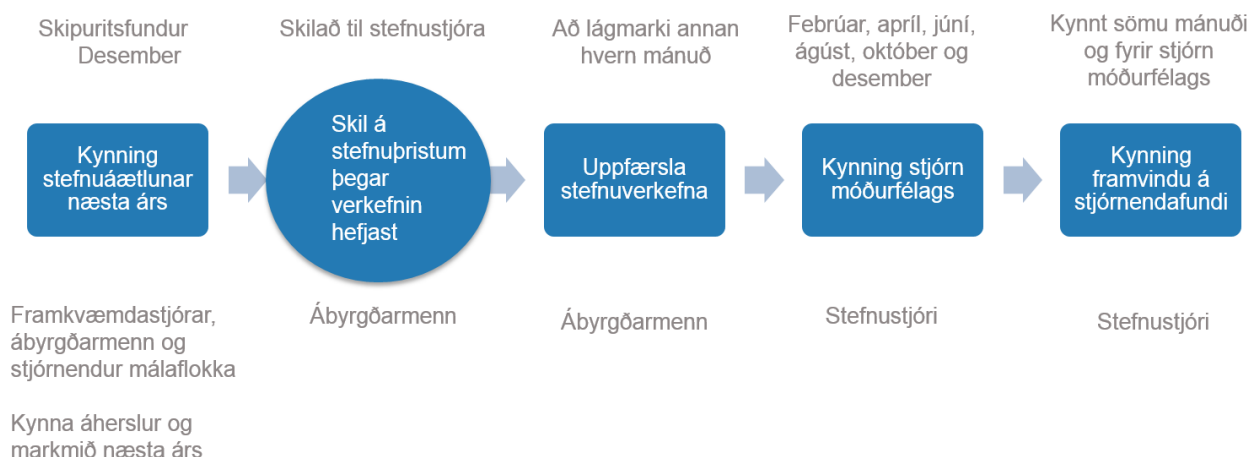 Skipuritsfundur
Desember
Skilað til stefnustjóra
Að lágmarki annan
hvern mánuð
Febrúar, apríl, júní,
ágúst, október og
desember
Kynnt sömu mánuði
og fyrir stjórn
móðurfélags
Kynning
stefnuáætlunar
næsta árs
Skil á
stefnuþristum
þegar
verkefnin
hefjast
Uppfærsla
stefnuverkefna
Kynning stjórn
móðurfélags
Kynning
framvindu á
stjórnendafundi
Framkvæmdastjórar,
ábyrgðarmenn og
stjórnendur málaflokka
Kynna áherslur og
markmið næsta árs
Ábyrgðarmenn
Ábyrgðarmenn
Stefnustjóri
Stefnustjóri